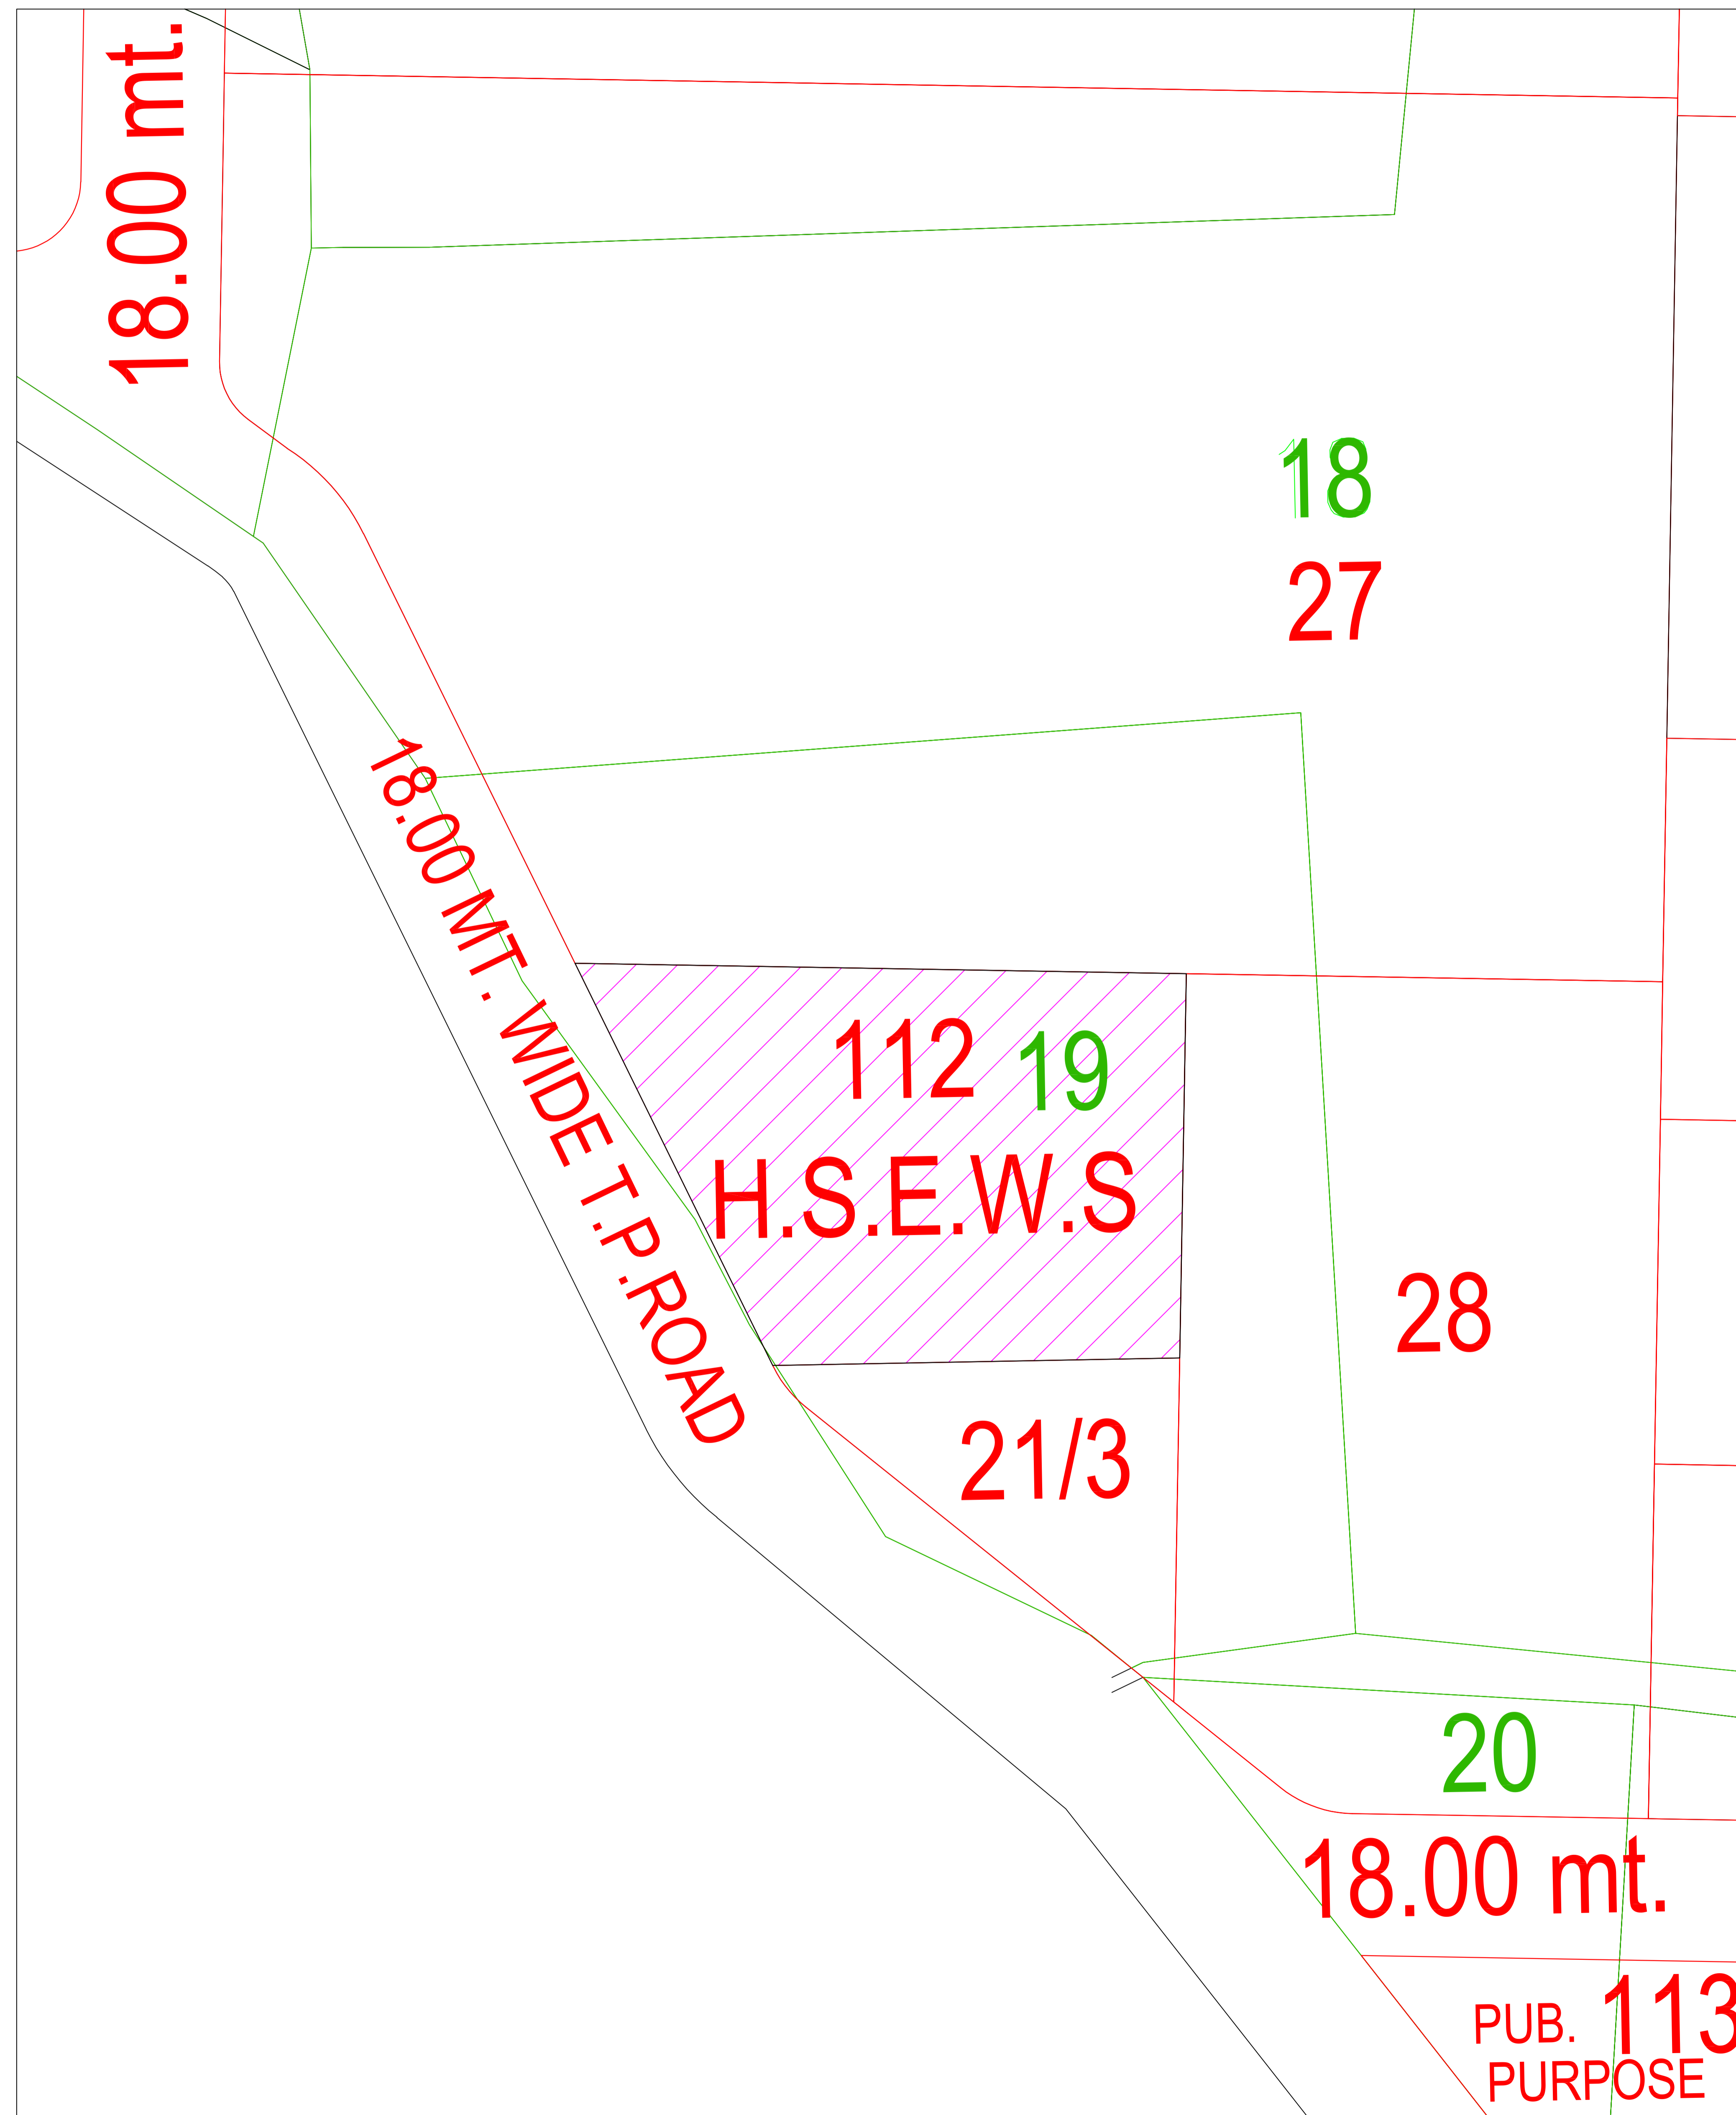 18.00 mt.
18
27
18.00 MT. WIDE T.P.ROAD
112 19
H.S.E.W.S
28
21/3
20
18.00 mt.
PUB. 113
PURPOSE